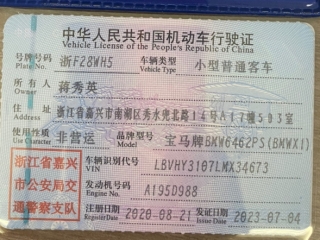 中华人民共和国机动车行驶证
Vehicle License of the People's Republic of China
号牌号码 浙F28WH5 车辆类型 小型普通客车
Plate No. Vehicle Type
所有人 蒋秀英
Owner
住址 浙江省嘉兴市南湖区秀水兜北路14号A17幢503室
Address
使用性质 非营运 品牌型号 宝马牌BMW6462PS(BMWX1)
Use Character Model
浙江省嘉兴 车辆识别代号 LBVHY3107LMX34673
VIN
市公安局交 发动机号码 A195D988
Engine No.
通警察支队 注册日期 2020-08-21 发证日期 2023-07-04
Register Date Issue Date